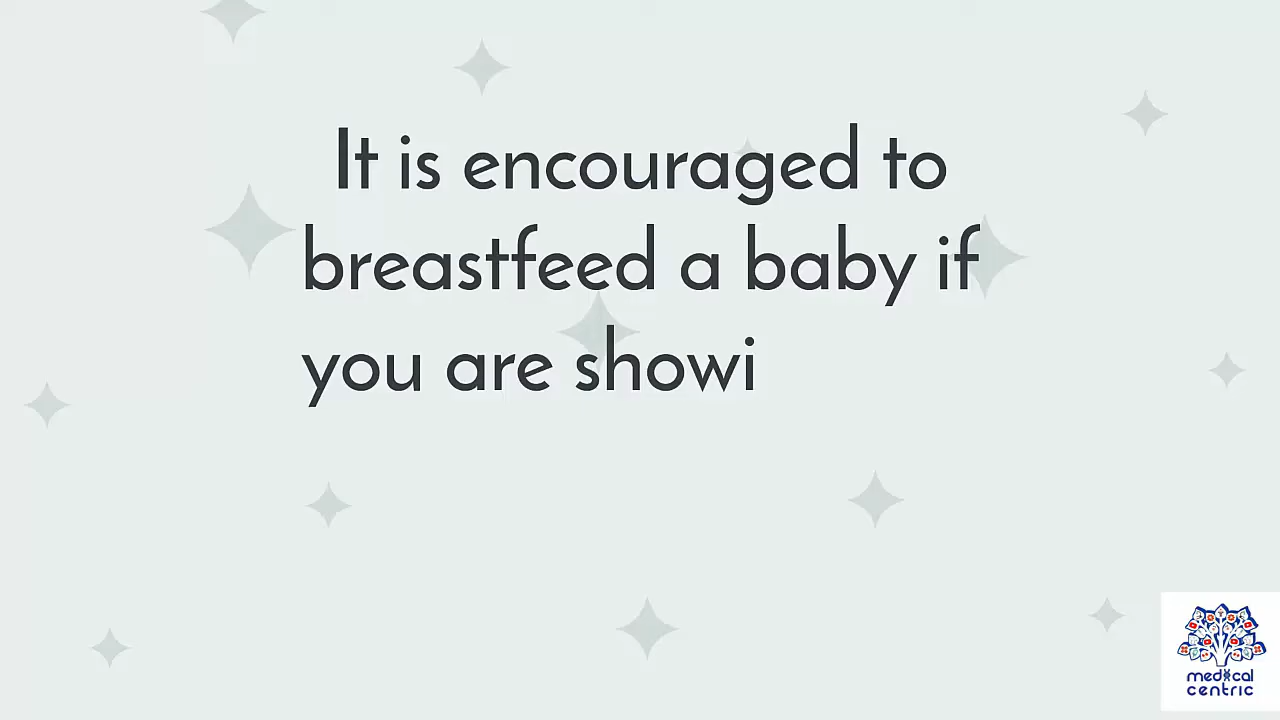 It is encouraged to
breastfeed a baby if
you are showi
medical
centric